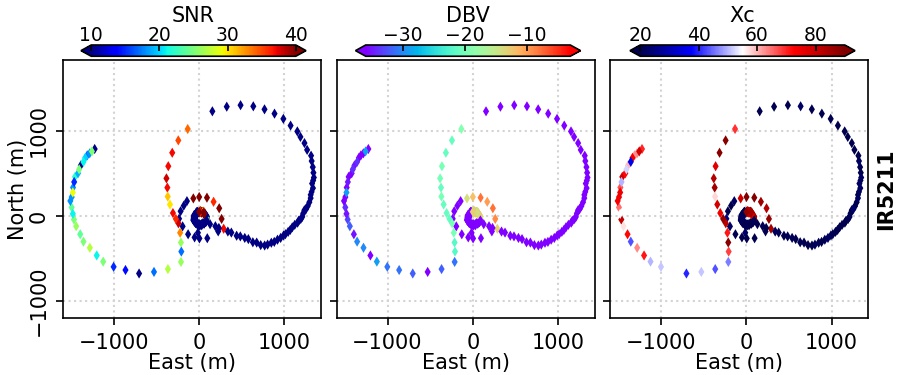 SNR DBV Xc
10 20 30 40 −30 −20 −10 20 40 60 80
North (m)
1000
0
−1000
−1000 0 1000 −1000 0 1000 −1000 0 1000
East (m) East (m) East (m)
IR5211